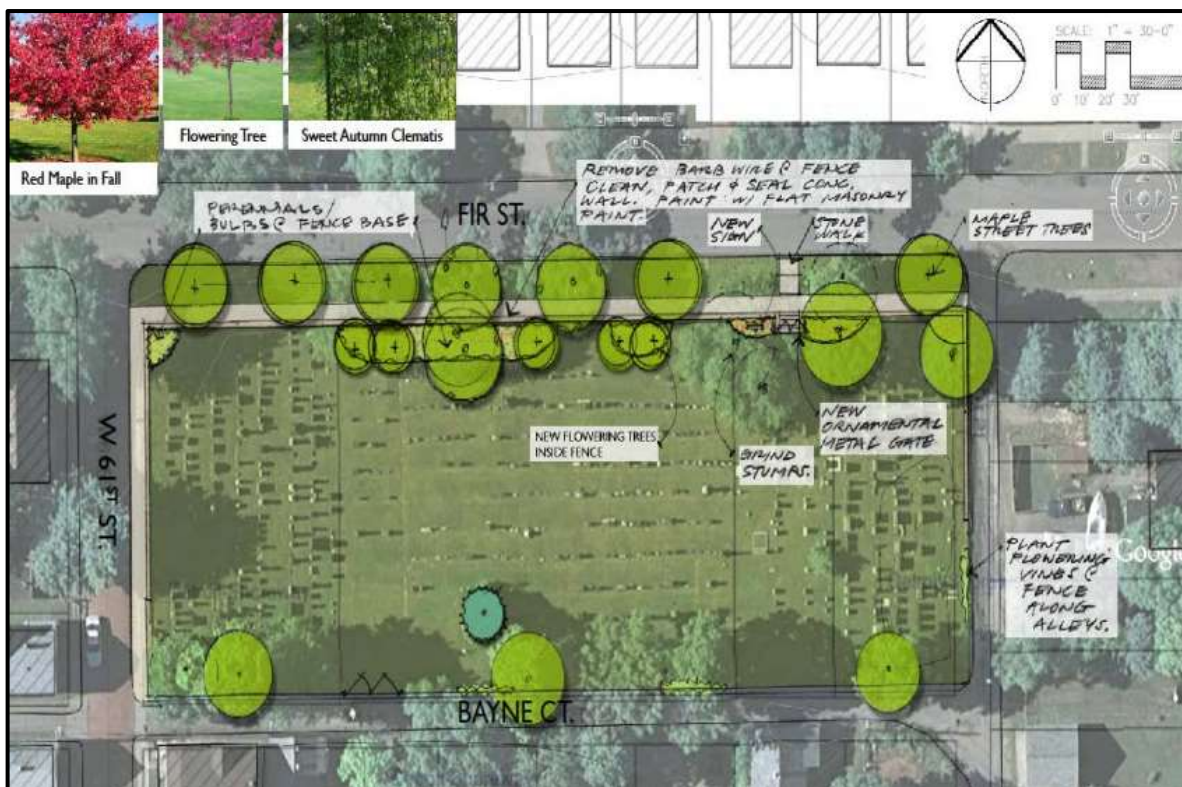 Red Maple in Fall
Flowering Tree
Sweet Autumn Clematis
NORTH
SCALE: 1" = 30'-0"
0' 10' 20' 30'
PERENNIALS/
BULBS @ FENCE BASE
FIR ST.
REMOVE BARB WIRE @ FENCE
CLEAN, PATCH & SEAL CONC.
WALL. PAINT W/ FLAT MASONRY
PAINT.
NEW
SIGN
STONE
WALK
MAPLE
STREET TREES
W 61ST ST.
NEW FLOWERING TREES
INSIDE FENCE
GRIND
STUMPS.
NEW
ORNAMENTAL
METAL GATE
Google
PLANT
FLOWERING
VINES @
FENCE
ALONG
ALLEYS.
BAYNE CT.